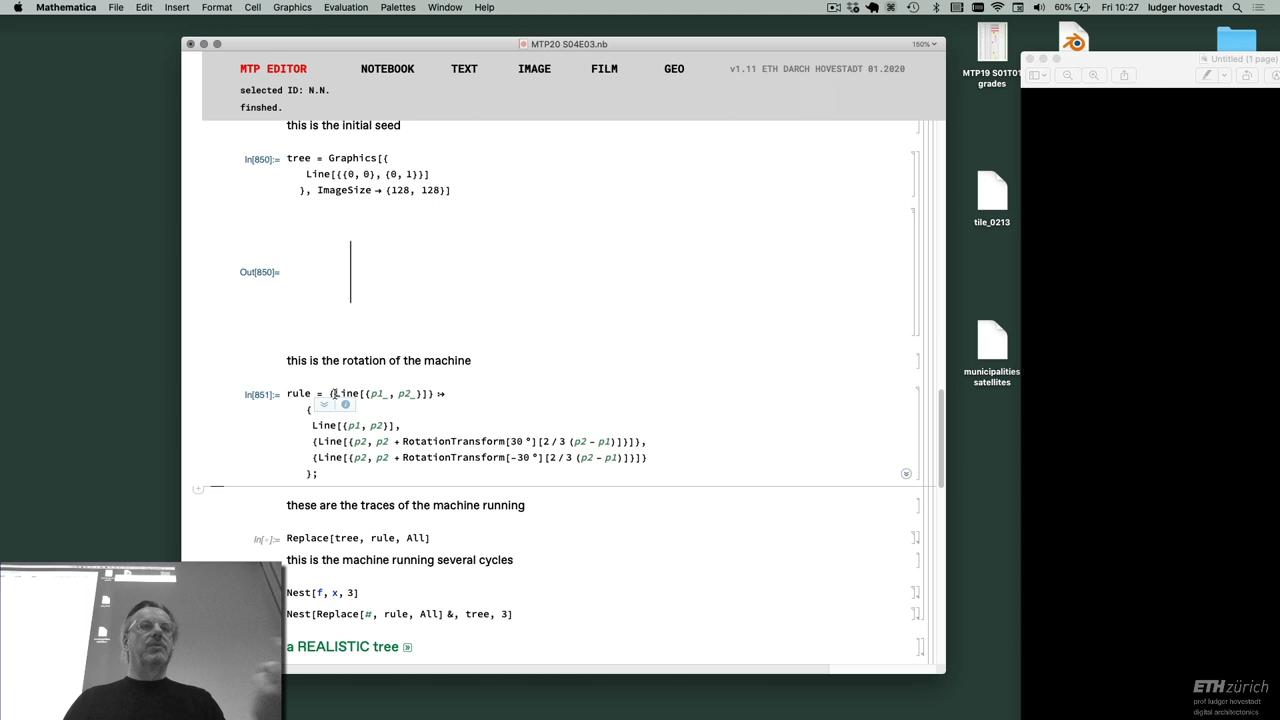 Mathematica File Edit Insert Format Cell Graphics Evaluation Palettes Window Help 60% Fri 10:27 ludger hovestadt
MTP20 S04E03.nb 150%
MTP EDITOR NOTEBOOK TEXT IMAGE FILM GEO v1.11 ETH DARCH HOVESTADT 01.2020
selected ID: N.N.
finshed.
this is the initial seed
In[850]:= tree = Graphics[{
Line[{{0, 0}, {0, 1}}]
}, ImageSize → {128, 128}]
Out[850]=
this is the rotation of the machine
In[851]:= rule = {Line[{p1_, p2_}]} :→
{
Line[{p1, p2}],
{Line[{p2, p2 + RotationTransform[30 °][2 / 3 (p2 - p1)]}]},
{Line[{p2, p2 + RotationTransform[-30 °][2 / 3 (p2 - p1)]}]}
};
these are the traces of the machine running
In[•]:= Replace[tree, rule, All]
this is the machine running several cycles
Nest[f, x, 3]
Nest[Replace[#, rule, All] &, tree, 3]
a REALISTIC tree »
MTP19 S01T01
grades
tile_0213
municipalities
satellites
Untitled (1 page)
ETH zürich
prof ludger hovestadt
digital architectonics